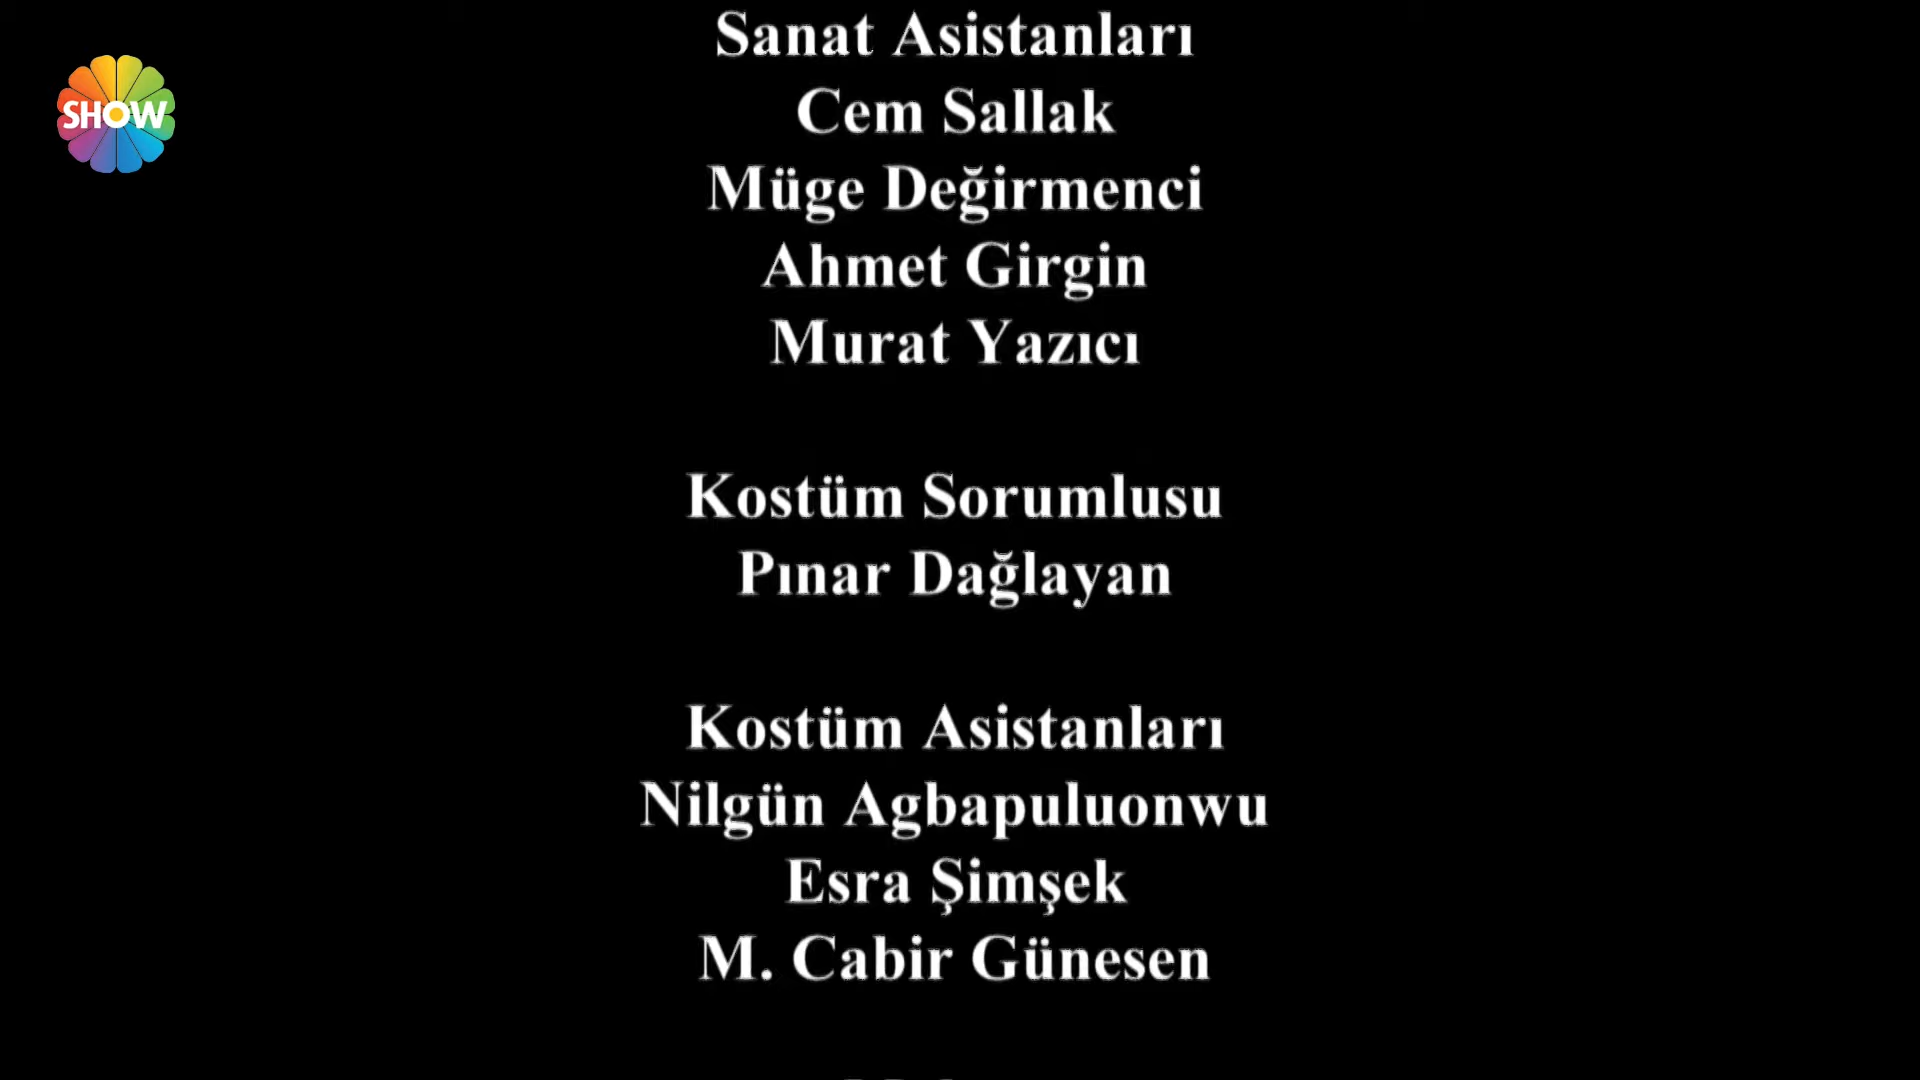 SHOW
Sanat Asistanları
Cem Sallak
Müge Değirmenci
Ahmet Girgin
Murat Yazıcı
Kostüm Sorumlusu
Pınar Dağlayan
Kostüm Asistanları
Nilgün Agbapuluonwu
Esra Şimşek
M. Cabir Günesen